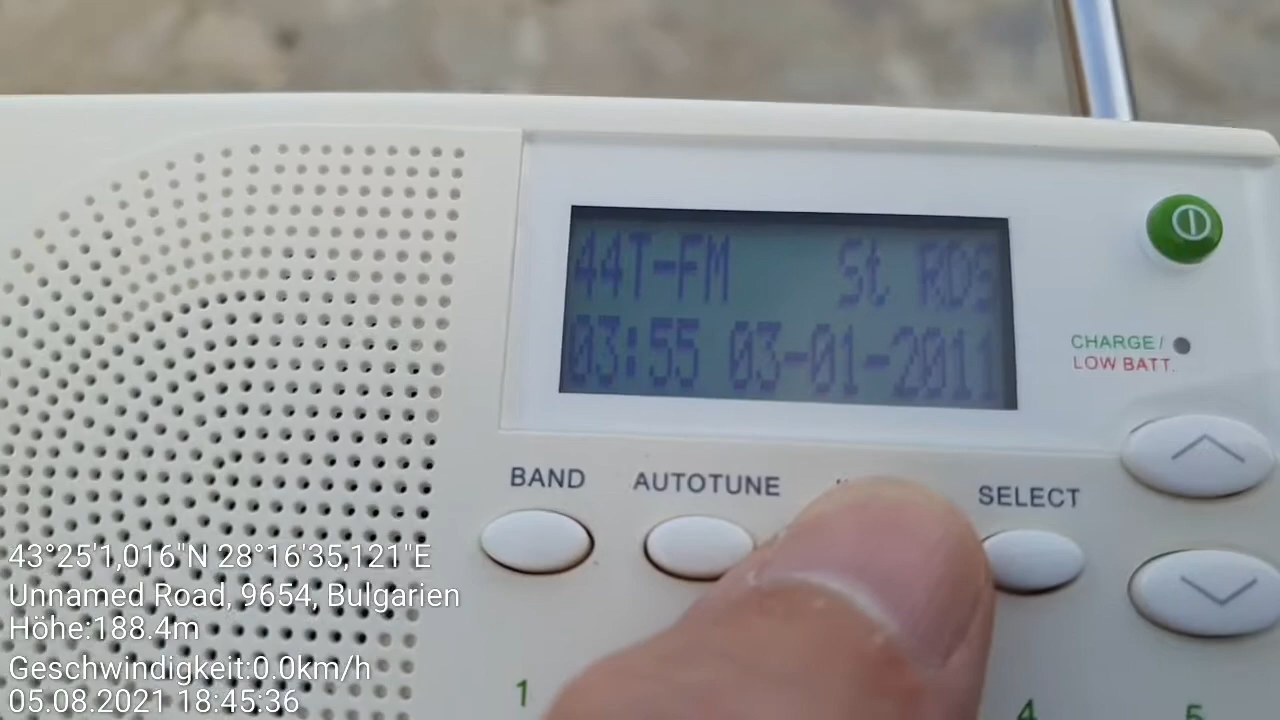 44T-FM St RDS
03:55 03-01-2011
CHARGE/
LOW BATT.
BAND AUTOTUNE SELECT
43°25'1,016"N 28°16'35,121"E
Unnamed Road, 9654, Bulgarien
Höhe:188.4m
Geschwindigkeit:0.0km/h
05.08.2021 18:45:36
1 4 5